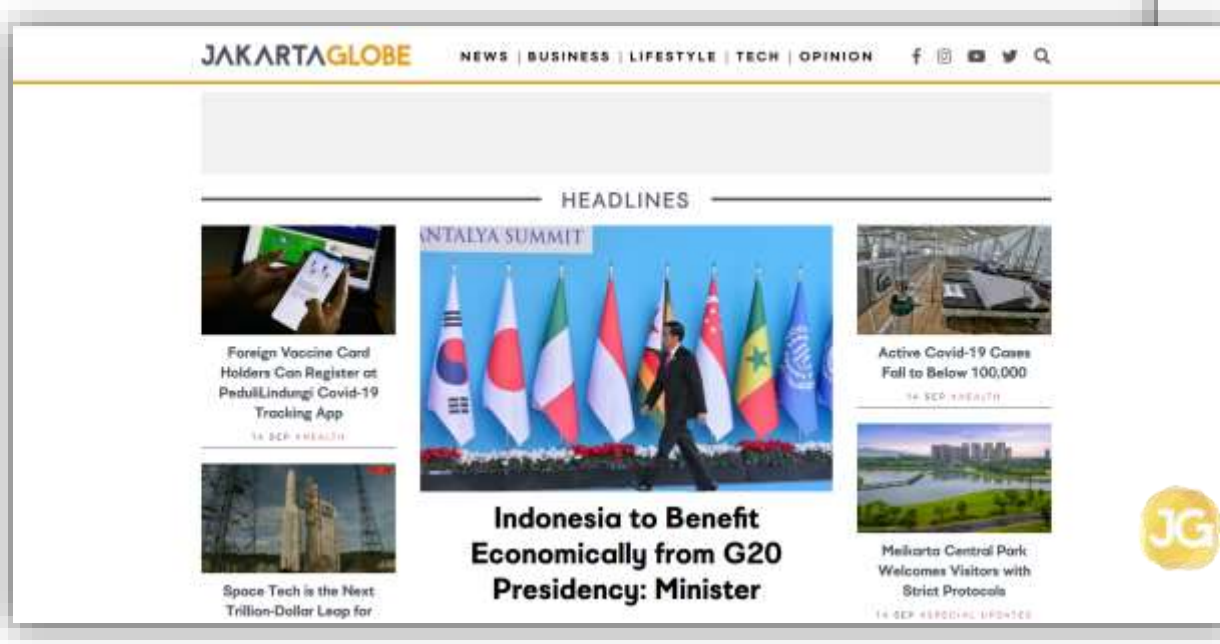 JAKARTAGLOBE
NEWS | BUSINESS | LIFESTYLE | TECH | OPINION
HEADLINES
Foreign Vaccine Card
Holders Can Register at
PeduliLindungi Covid-19
Tracking App
14 SEP #HEALTH
Space Tech is the Next
Trillion-Dollar Leap for
ANTALYA SUMMIT
Indonesia to Benefit
Economically from G20
Presidency: Minister
Active Covid-19 Cases
Fall to Below 100,000
14 SEP #HEALTH
Meikarta Central Park
Welcomes Visitors with
Strict Protocols
14 SEP #SPECIAL UPDATES
JG